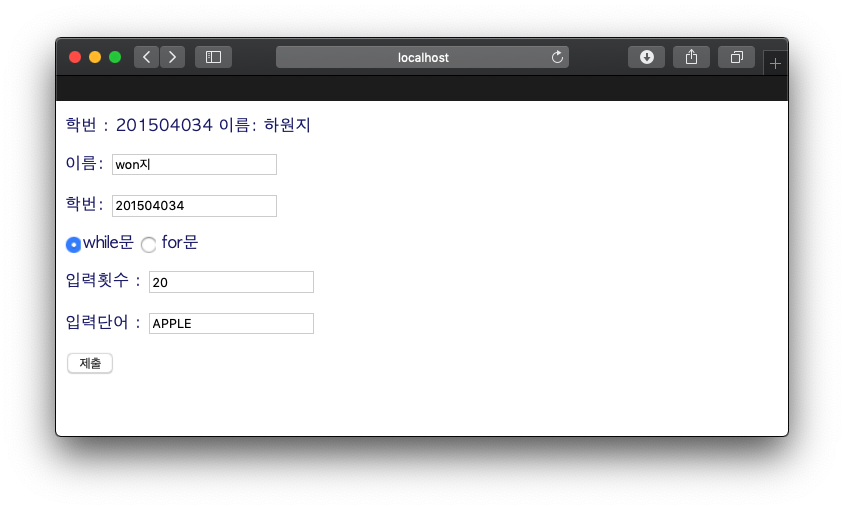 localhost
학번 : 201504034 이름: 하원지
이름: won지
학번: 201504034
while문 for문
입력횟수 : 20
입력단어 : APPLE
제출